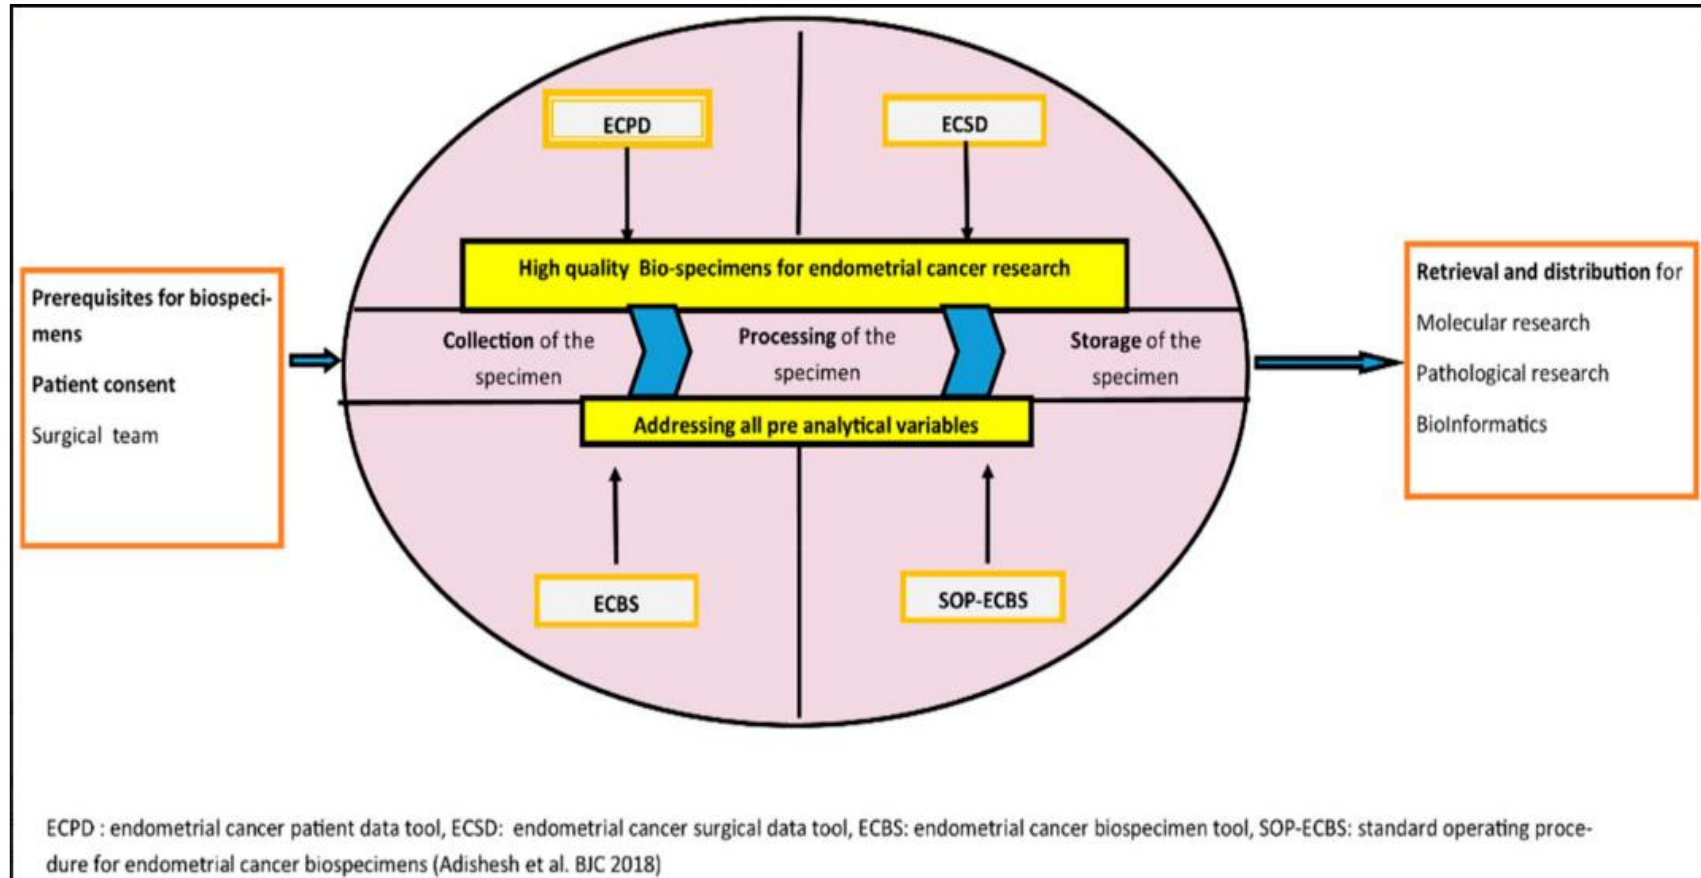 ECPD
ECSD
High quality Bio-specimens for endometrial cancer research
Prerequisites for biospeci-
mens
Patient consent
Surgical team
Collection of the
specimen
Processing of the
specimen
Storage of the
specimen
Retrieval and distribution for
Molecular research
Pathological research
BioInformatics
Addressing all pre analytical variables
ECBS
SOP-ECBS
ECPD : endometrial cancer patient data tool, ECSD: endometrial cancer surgical data tool, ECBS: endometrial cancer biospecimen tool, SOP-ECBS: standard operating proce-
dure for endometrial cancer biospecimens (Adishesh et al. BJC 2018)